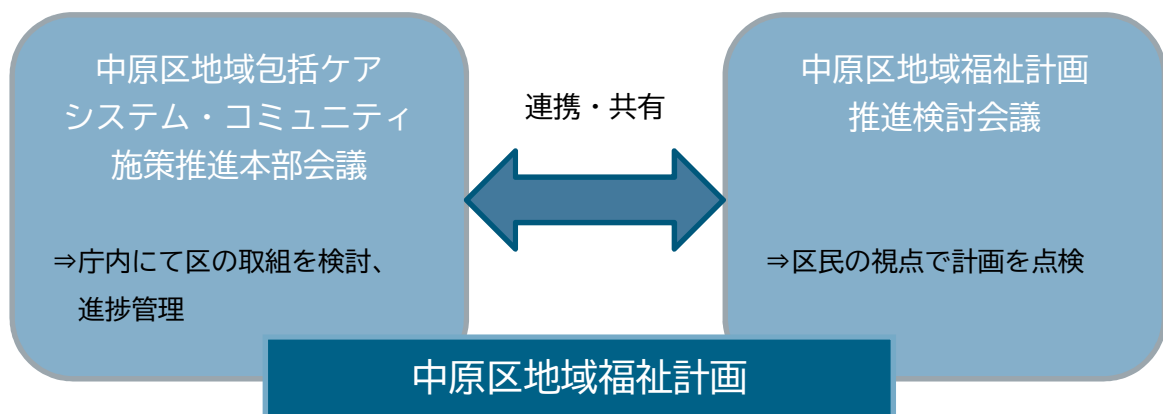 中原区地域包括ケア
システム・コミュニティ
施策推進本部会議
⇒庁内にて区の取組を検討、
進捗管理
連携・共有
中原区地域福祉計画
推進検討会議
⇒区民の視点で計画を点検
中原区地域福祉計画